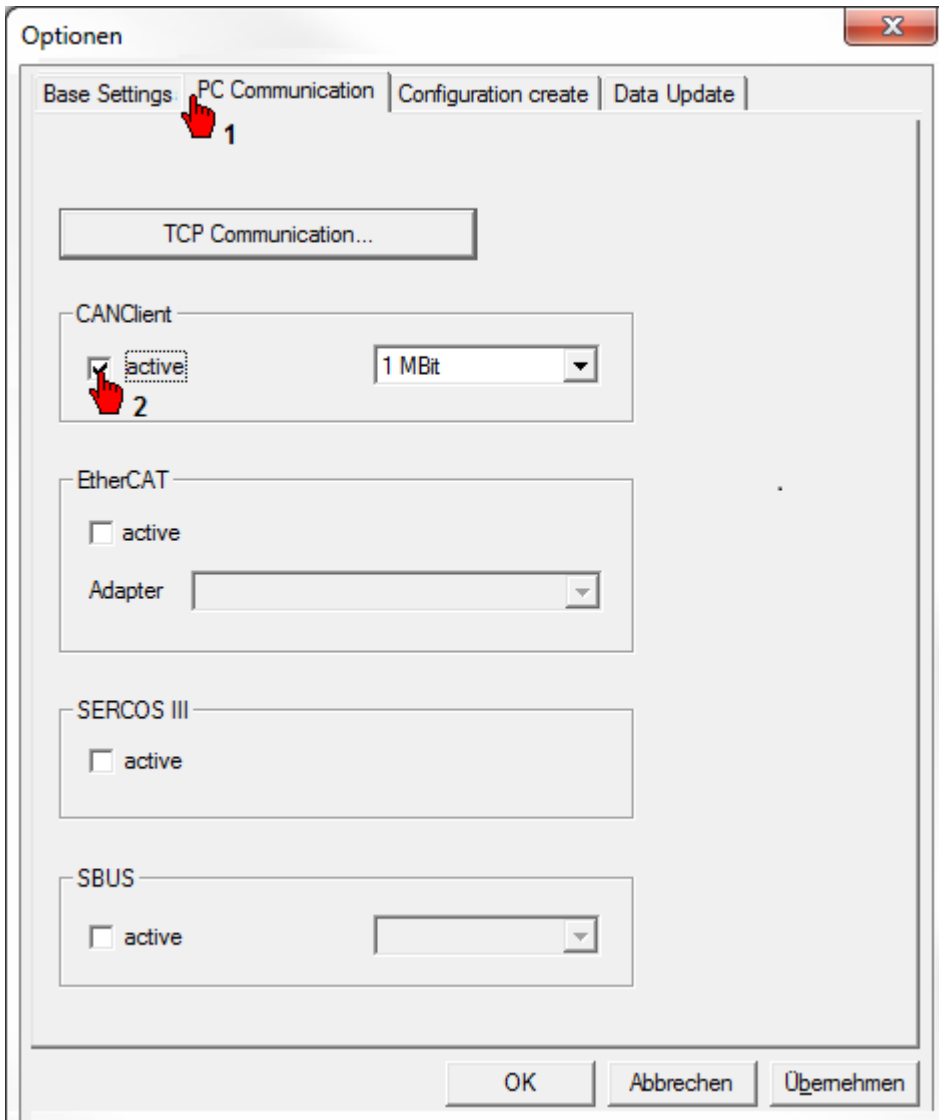 Optionen
Base Settings PC Communication Configuration create Data Update
1
TCP Communication...
CANClient
active 1 MBit
2
EtherCAT
active
Adapter
SERCOS III
active
SBUS
active
OK Abbrechen Übernehmen